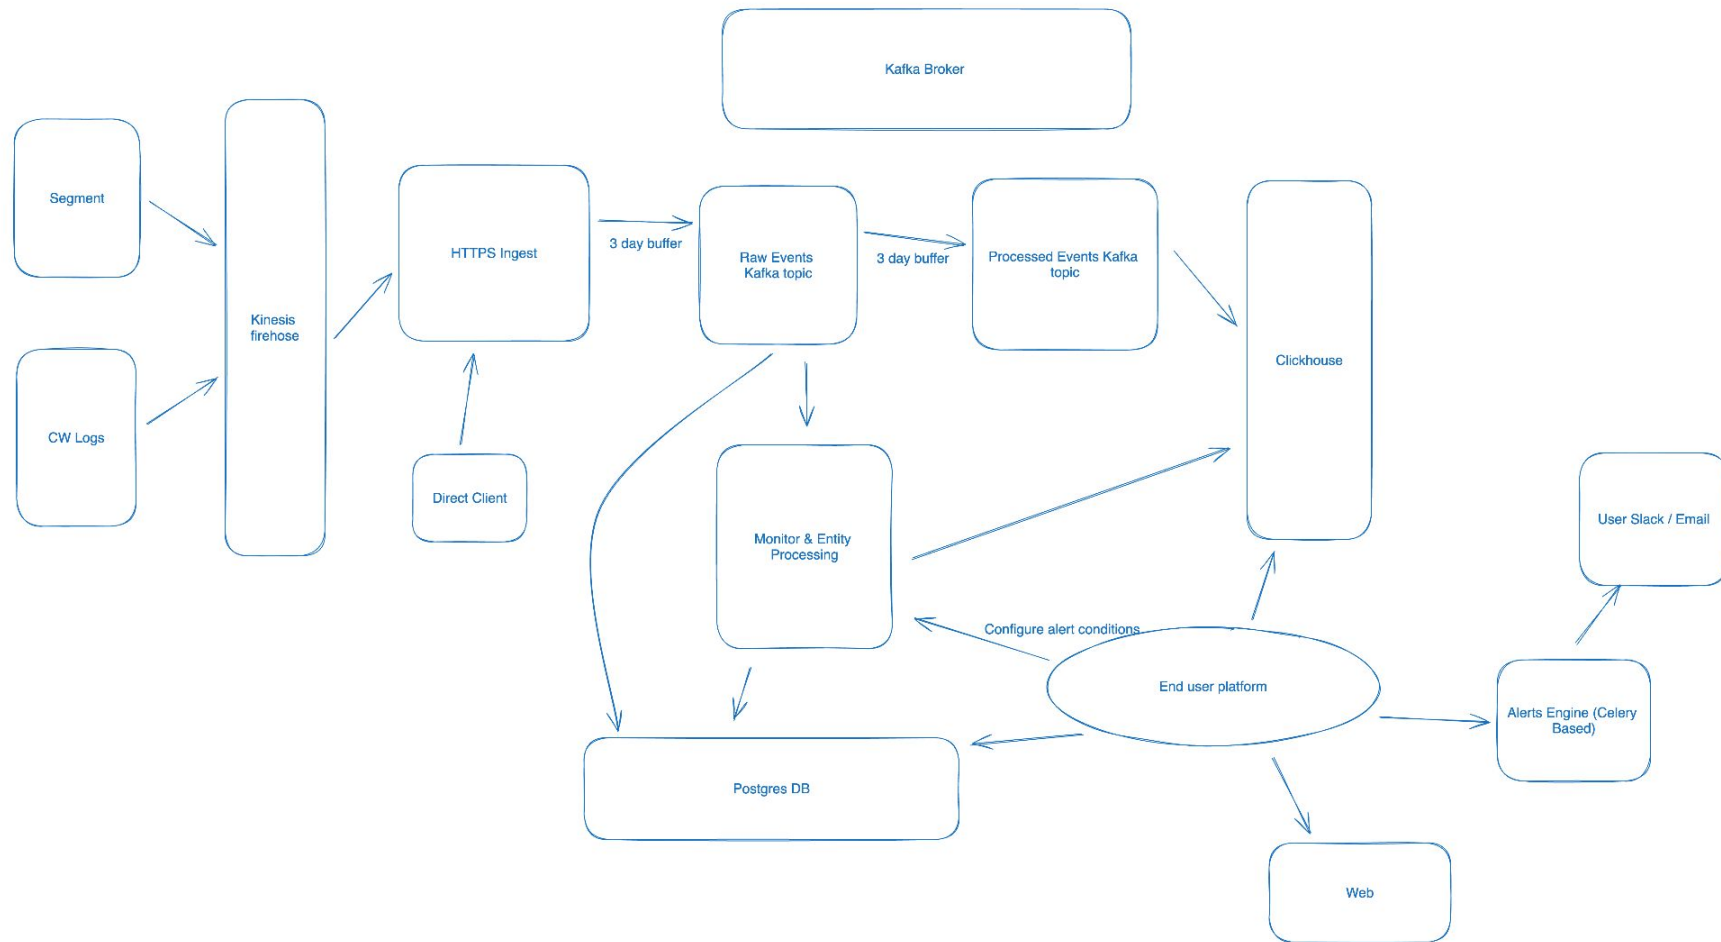 Kafka Broker
Segment
HTTPS Ingest
3 day buffer
Raw Events
Kafka topic
3 day buffer
Processed Events Kafka
topic
Kinesis
firehose
Clickhouse
CW Logs
Direct Client
Monitor & Entity
Processing
User Slack / Email
Configure alert conditions
End user platform
Alerts Engine (Celery
Based)
Postgres DB
Web